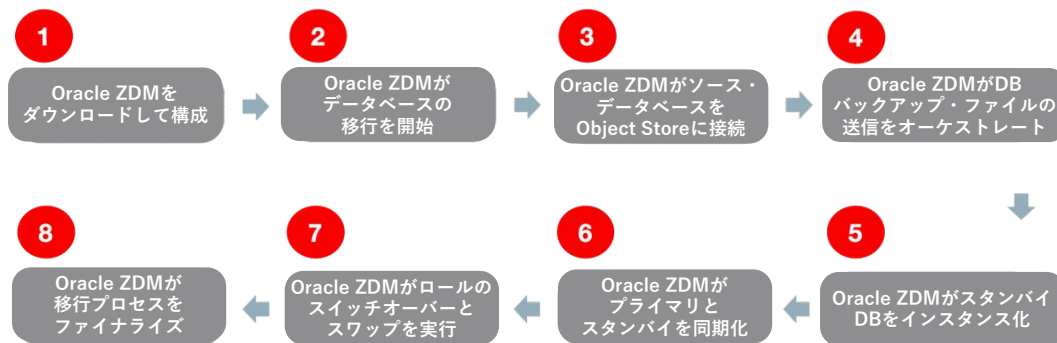 1
Oracle ZDMを
ダウンロードして構成
2
Oracle ZDMが
データベースの
移行を開始
3
Oracle ZDMがソース・
データベースを
Object Storeに接続
4
Oracle ZDMがDB
バックアップ・ファイルの
送信をオーケストレート
5
Oracle ZDMがスタンバイ
DBをインスタンス化
6
Oracle ZDMが
プライマリと
スタンバイを同期化
7
Oracle ZDMがロールの
スイッチオーバーと
スワップを実行
8
Oracle ZDMが
移行プロセスを
ファイナライズ